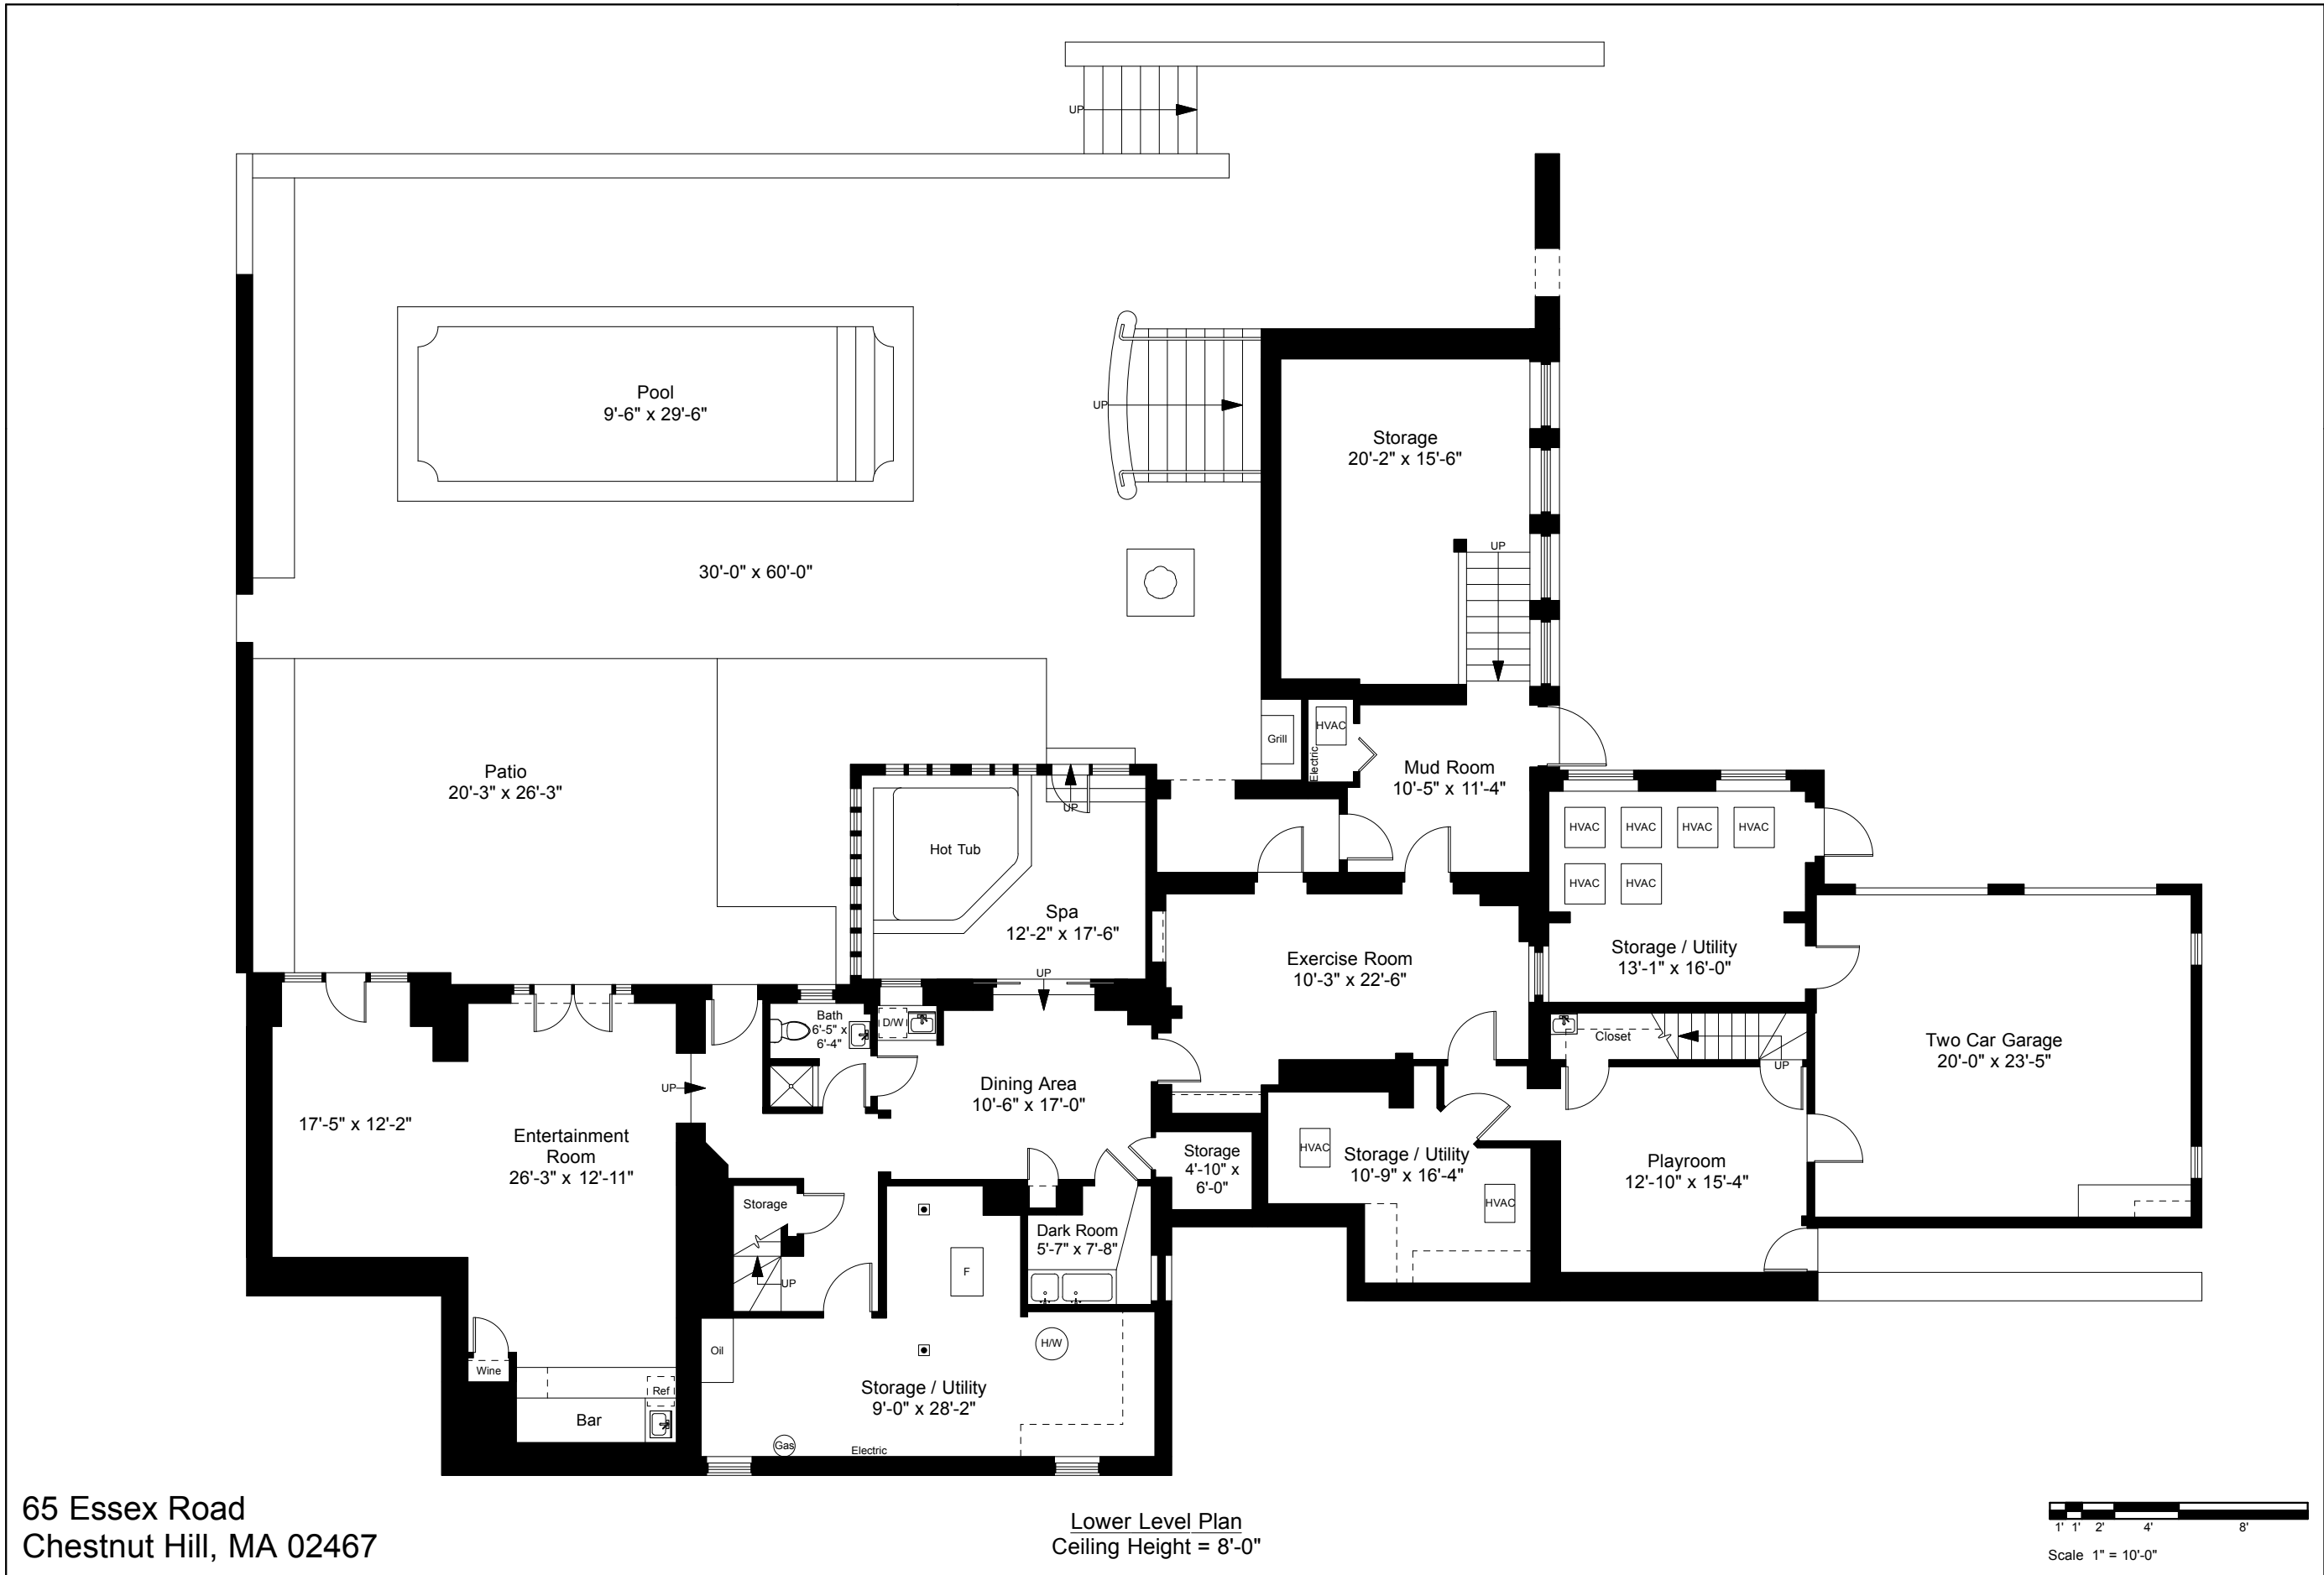 UP
Pool
9'-6" x 29'-6"
UP
Storage
20'-2" x 15'-6"
UP
30'-0" x 60'-0"
HVAC
Electric
Grill
Mud Room
10'-5" x 11'-4"
Patio
20'-3" x 26'-3"
UP
Hot Tub
Spa
12'-2" x 17'-6"
HVAC
HVAC
HVAC
HVAC
HVAC
HVAC
Storage / Utility
13'-1" x 16'-0"
Exercise Room
10'-3" x 22'-6"
UP
Bath
6'-5" x
6'-4"
D/W
Closet
UP
Two Car Garage
20'-0" x 23'-5"
UP
Dining Area
10'-6" x 17'-0"
17'-5" x 12'-2"
Entertainment
Room
26'-3" x 12'-11"
Storage
4'-10" x
6'-0"
HVAC
Storage / Utility
10'-9" x 16'-4"
HVAC
Playroom
12'-10" x 15'-4"
Storage
UP
Dark Room
5'-7" x 7'-8"
F
H/W
Oil
Wine
Ref
Bar
Storage / Utility
9'-0" x 28'-2"
Gas
Electric
65 Essex Road
Chestnut Hill, MA 02467
Lower Level Plan
Ceiling Height = 8'-0"
1' 1' 2' 4' 8'
Scale 1" = 10'-0"